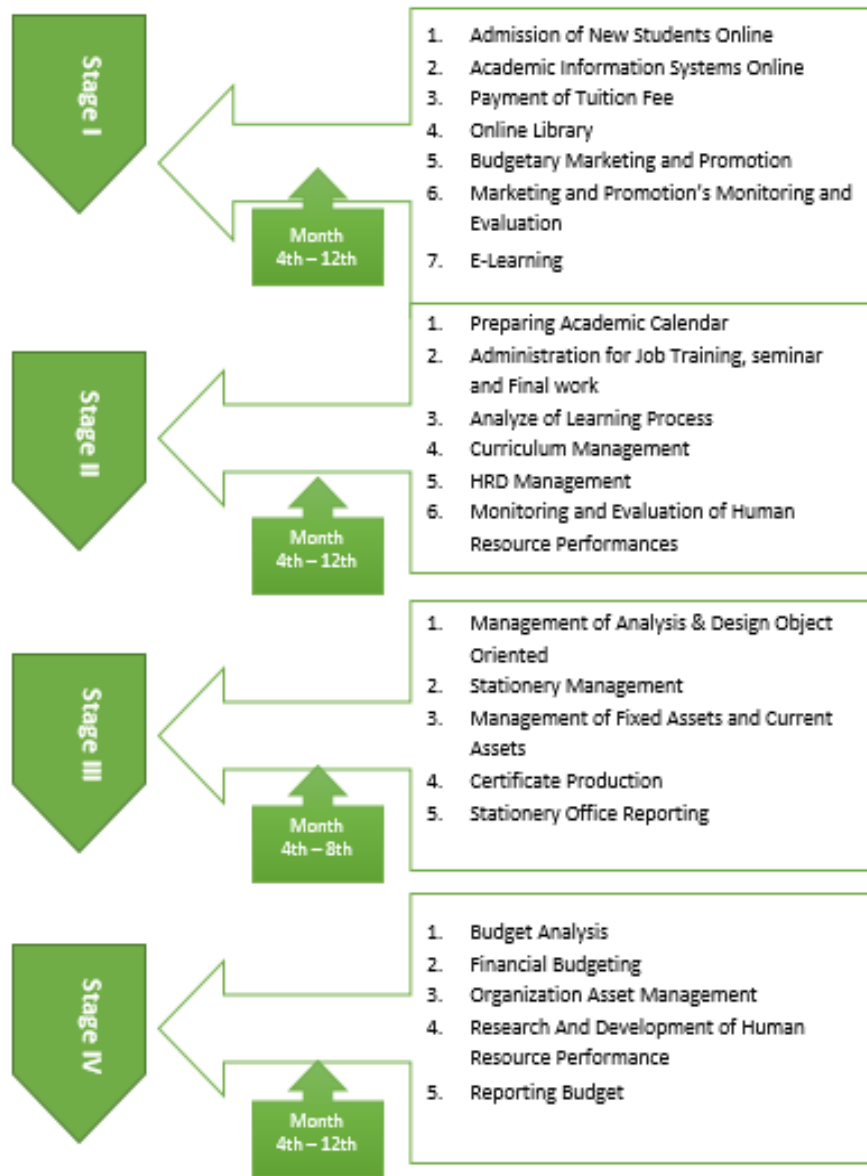 Stage I
1. Admission of New Students Online
2. Academic Information Systems Online
3. Payment of Tuition Fee
4. Online Library
5. Budgetary Marketing and Promotion
6. Marketing and Promotion's Monitoring and
Evaluation
7. E-Learning
Month
4th – 12th
Stage II
1. Preparing Academic Calendar
2. Administration for Job Training, seminar
and Final work
3. Analyze of Learning Process
4. Curriculum Management
5. HRD Management
6. Monitoring and Evaluation of Human
Resource Performances
Month
4th – 12th
Stage III
1. Management of Analysis & Design Object
Oriented
2. Stationery Management
3. Management of Fixed Assets and Current
Assets
4. Certificate Production
5. Stationery Office Reporting
Month
4th – 8th
Stage IV
1. Budget Analysis
2. Financial Budgeting
3. Organization Asset Management
4. Research And Development of Human
Resource Performance
5. Reporting Budget
Month
4th – 12th